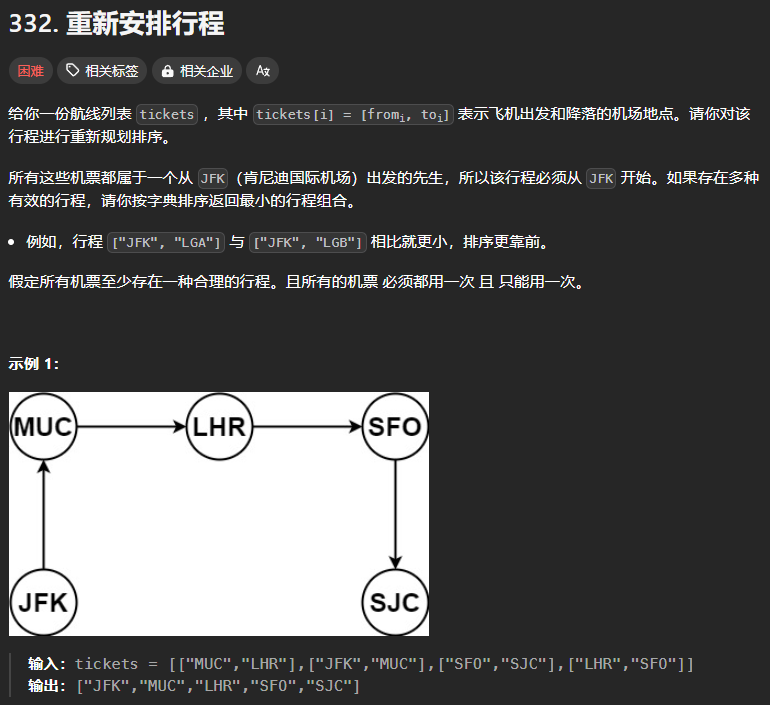 332. 重新安排行程
困难 相关标签 相关企业 Aあ
给你一份航线列表 tickets ，其中 tickets[i] = [fromi, toi] 表示飞机出发和降落的机场地点。请你对该
行程进行重新规划排序。
所有这些机票都属于一个从 JFK（肯尼迪国际机场）出发的先生，所以该行程必须从 JFK 开始。如果存在多种
有效的行程，请你按字典排序返回最小的行程组合。
• 例如，行程 ["JFK", "LGA"] 与 ["JFK", "LGB"] 相比就更小，排序更靠前。
假定所有机票至少存在一种合理的行程。且所有的机票 必须都用一次 且 只能用一次。
示例 1：
MUC LHR SFO
JFK SJC
输入：tickets = [["MUC","LHR"],["JFK","MUC"],["SFO","SJC"],["LHR","SFO"]]
输出：["JFK","MUC","LHR","SFO","SJC"]